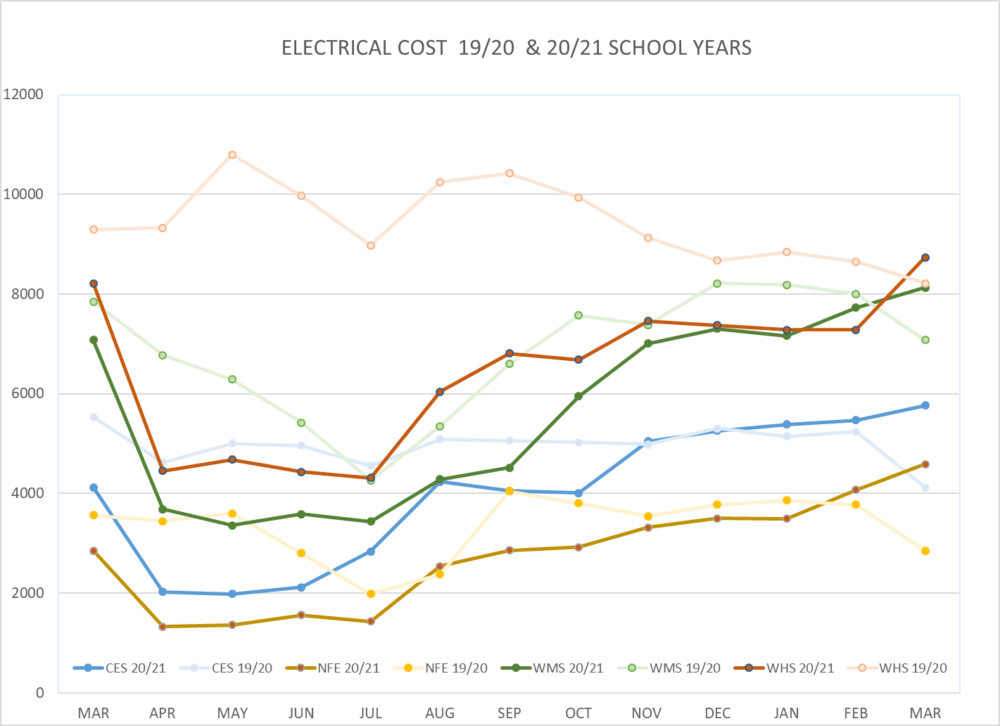 ELECTRICAL COST 19/20 & 20/21 SCHOOL YEARS
12000
10000
8000
6000
4000
2000
0
CES 20/21 CES 19/20 NFE 20/21 NFE 19/20 WMS 20/21 WMS 19/20 WHS 20/21 WHS 19/20
MAR APR MAY JUN JUL AUG SEP OCT NOV DEC JAN FEB MAR